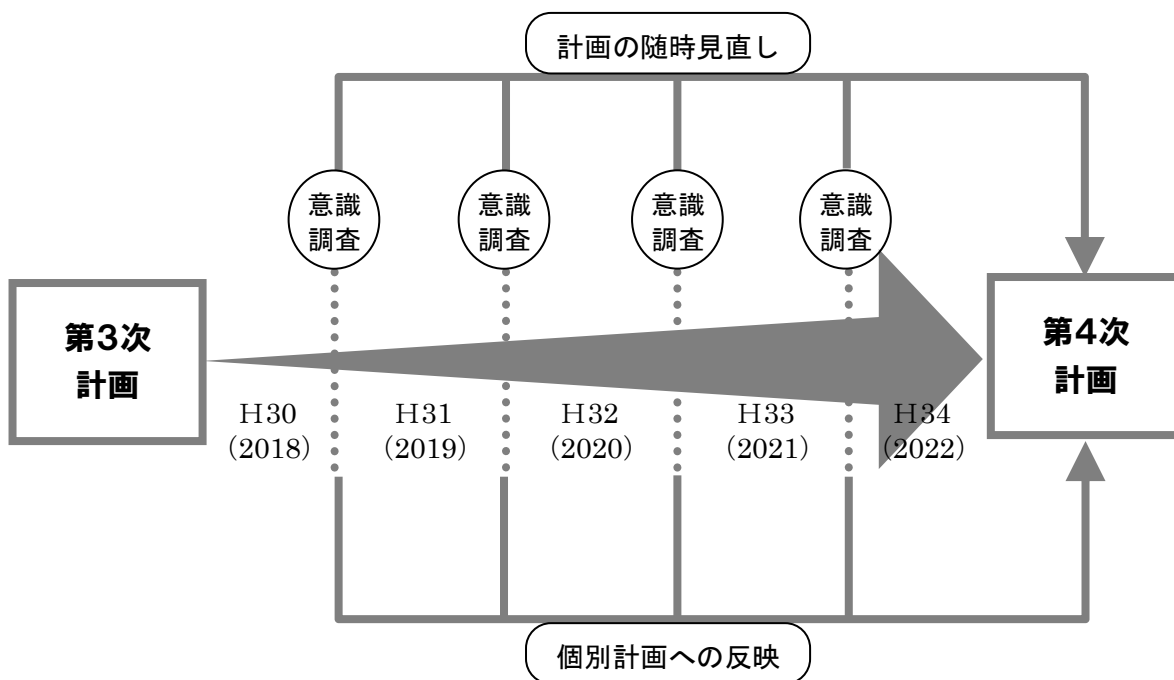 計画の随時見直し
意識
調査
意識
調査
意識
調査
意識
調査
第3次
計画
第4次
計画
H30
(2018)
H31
(2019)
H32
(2020)
H33
(2021)
H34
(2022)
個別計画への反映